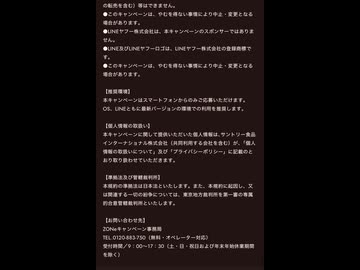 の転売を含む）等はできません。
●このキャンペーンは、やむを得ない事情により中止・変更となる
場合があります。
●LINEヤフー株式会社は、本キャンペーンのスポンサーではありま
せん。
●LINE及びLINEヤフーロゴは、LINEヤフー株式会社の登録商標で
す。
●このキャンペーンは、やむを得ない事情により中止・変更となる
場合があります。
【推奨環境】
本キャンペーンはスマートフォンからのみご応募いただけます。
OS、LINEともに最新バージョンの環境での利用を推奨します。
【個人情報の取扱い】
本キャンペーンに関して提供いただいた個人情報は、サントリー食品
インターナショナル株式会社（共同利用する会社を含む）が、「個人
情報の取扱いについて」及び「プライバシーポリシー」に記載のと
おり取り扱わせていただきます。
【準拠法及び管轄裁判所】
本規約の準拠法は日本法といたします。また、本規約に起因し、又
は関連する一切の紛争については、東京地方裁判所を第一審の専属
的合意管轄裁判所といたします。
【お問い合わせ先】
ZONeキャンペーン事務局
TEL.0120-883-750（無料・オペレーター対応）
受付時間／9：00～17：30（土・日・祝日および年末年始休業期間
を除く）